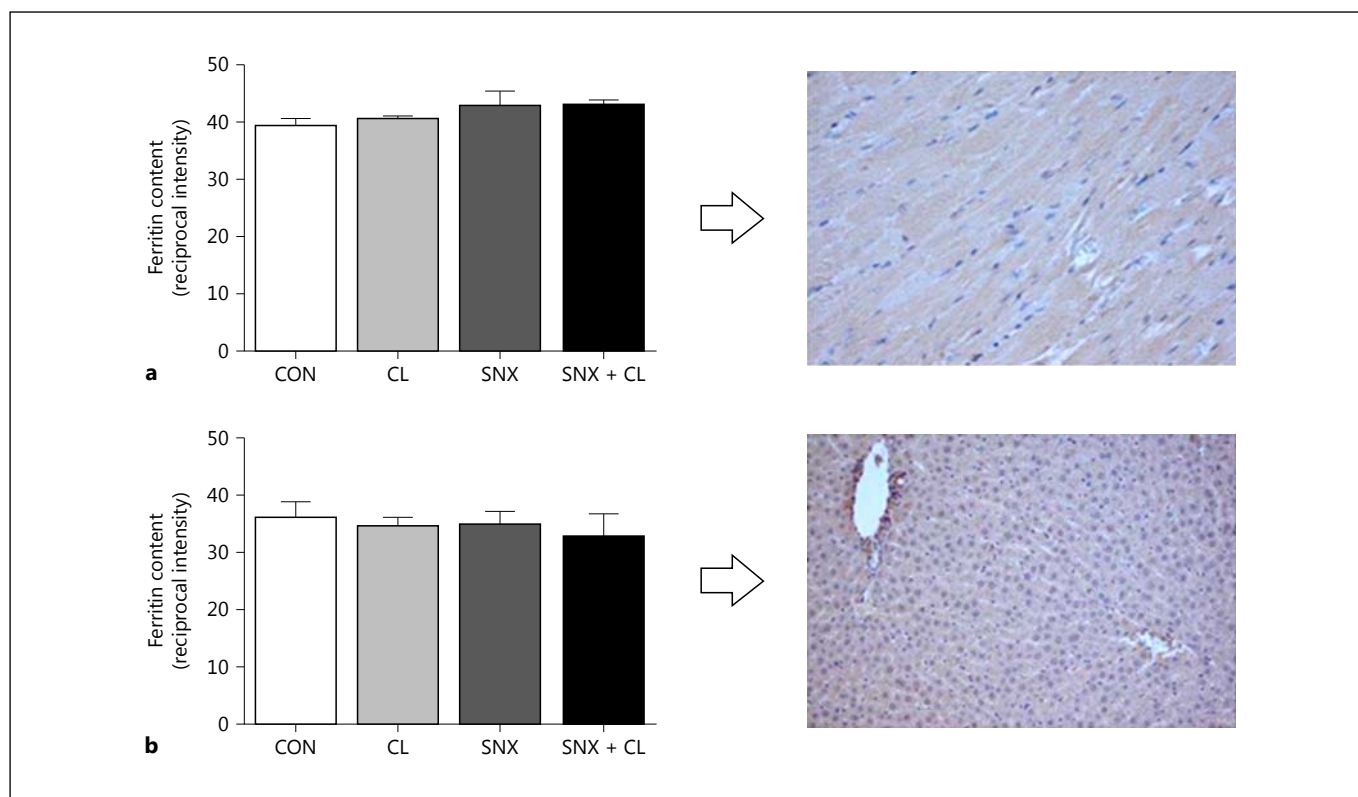 50
40
30
20
10
0
Ferritin content
(reciprocal intensity)
CON CL SNX SNX + CL
a
50
40
30
20
10
0
Ferritin content
(reciprocal intensity)
CON CL SNX SNX + CL
b